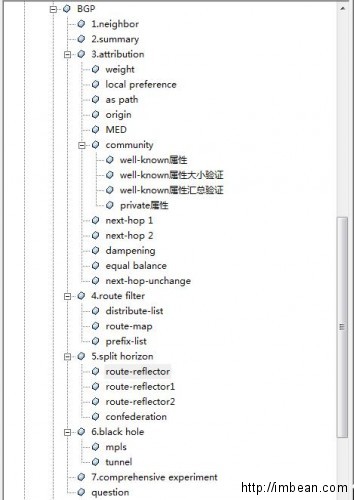 BGP
1.neighbor
2.summary
3.attribution
weight
local preference
as path
origin
MED
community
well-known属性
well-known属性大小验证
well-known属性汇总验证
private属性
next-hop 1
next-hop 2
dampening
equal balance
next-hop-unchange
4.route filter
distribute-list
route-map
prefix-list
5.split horizon
route-reflector
route-reflector1
route-reflector2
confederation
6.black hole
mpls
tunnel
7.comprehensive experiment
question
http://imbean.com